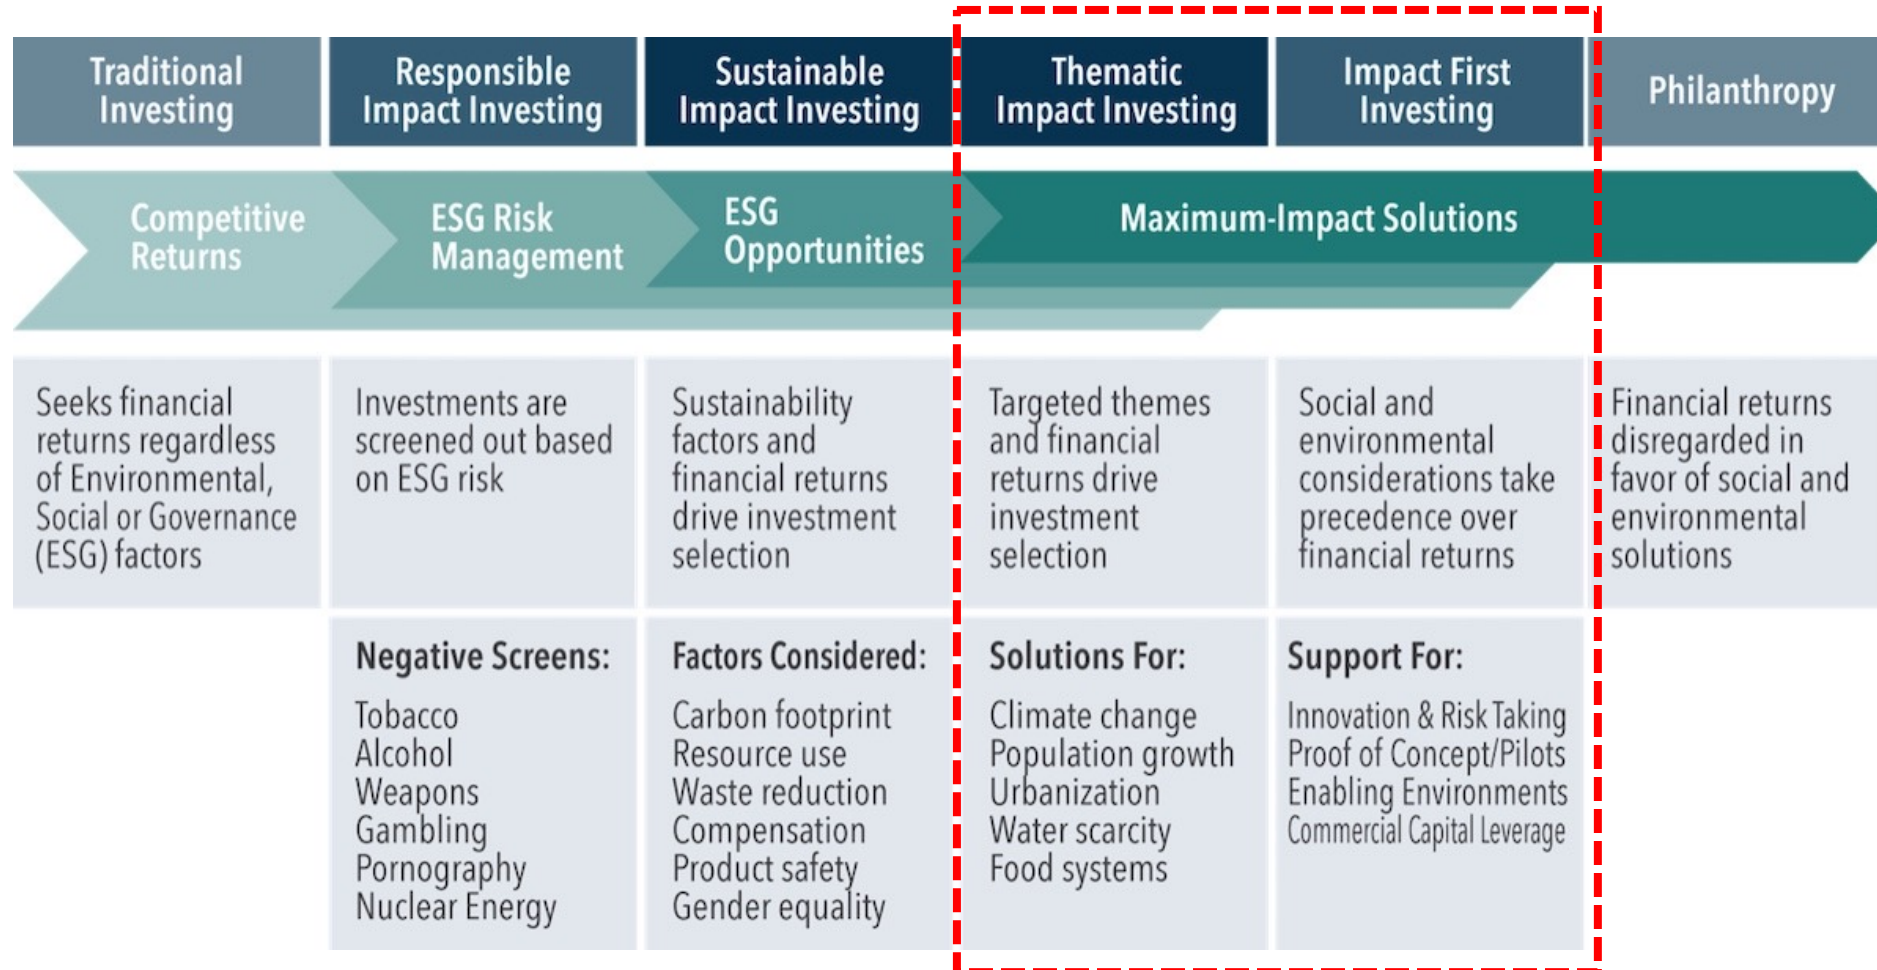 Traditional
Investing
Responsible
Impact Investing
Sustainable
Impact Investing
Thematic
Impact Investing
Impact First
Investing
Philanthropy
Competitive
Returns
ESG Risk
Management
ESG
Opportunities
Maximum-Impact Solutions
Seeks financial
returns regardless
of Environmental,
Social or Governance
(ESG) factors
Investments are
screened out based
on ESG risk
Sustainability
factors and
financial returns
drive investment
selection
Targeted themes
and financial
returns drive
investment
selection
Social and
environmental
considerations take
precedence over
financial returns
Financial returns
disregarded in
favor of social and
environmental
solutions
Negative Screens:
Tobacco
Alcohol
Weapons
Gambling
Pornography
Nuclear Energy
Factors Considered:
Carbon footprint
Resource use
Waste reduction
Compensation
Product safety
Gender equality
Solutions For:
Climate change
Population growth
Urbanization
Water scarcity
Food systems
Support For:
Innovation & Risk Taking
Proof of Concept/Pilots
Enabling Environments
Commercial Capital Leverage